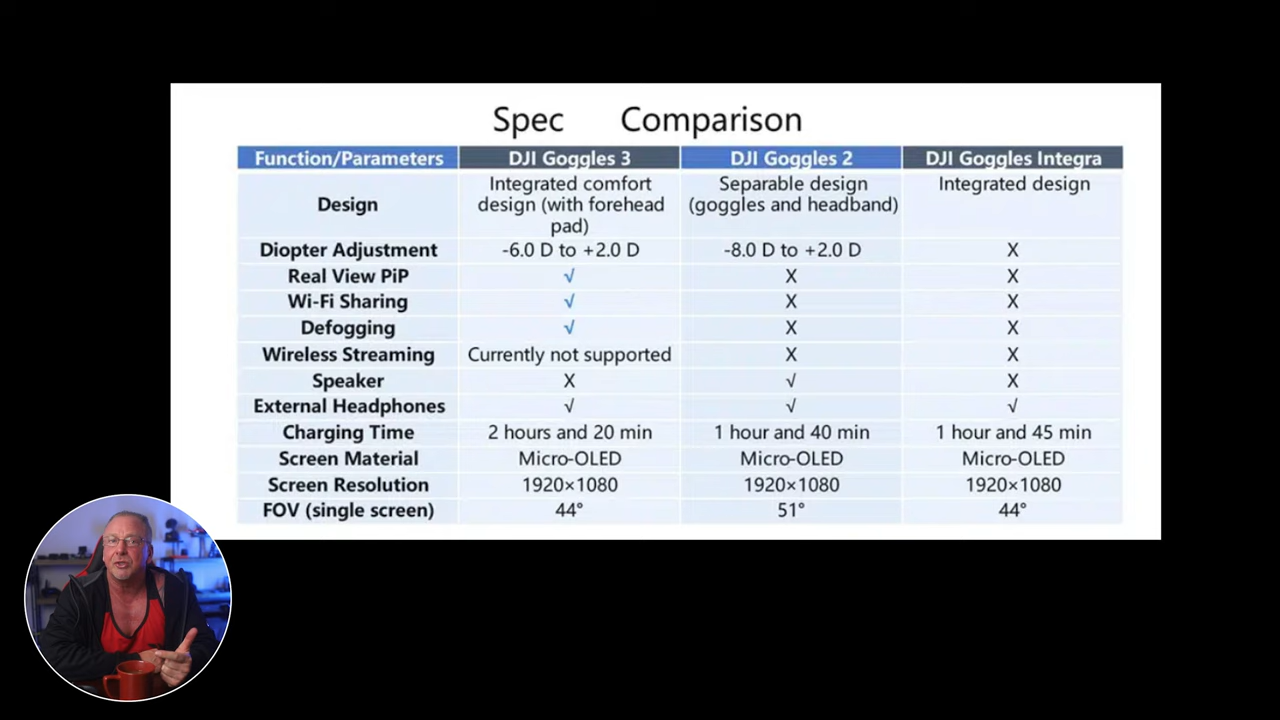 Spec Comparison
Function/Parameters DJI Goggles 3 DJI Goggles 2 DJI Goggles Integra
Design Integrated comfort design (with forehead pad) Separable design (goggles and headband) Integrated design
Diopter Adjustment -6.0 D to +2.0 D -8.0 D to +2.0 D X
Real View PiP √ X X
Wi-Fi Sharing √ X X
Defogging √ X X
Wireless Streaming Currently not supported X X
Speaker X √ X
External Headphones √ √ √
Charging Time 2 hours and 20 min 1 hour and 40 min 1 hour and 45 min
Screen Material Micro-OLED Micro-OLED Micro-OLED
Screen Resolution 1920×1080 1920×1080 1920×1080
FOV (single screen) 44° 51° 44°